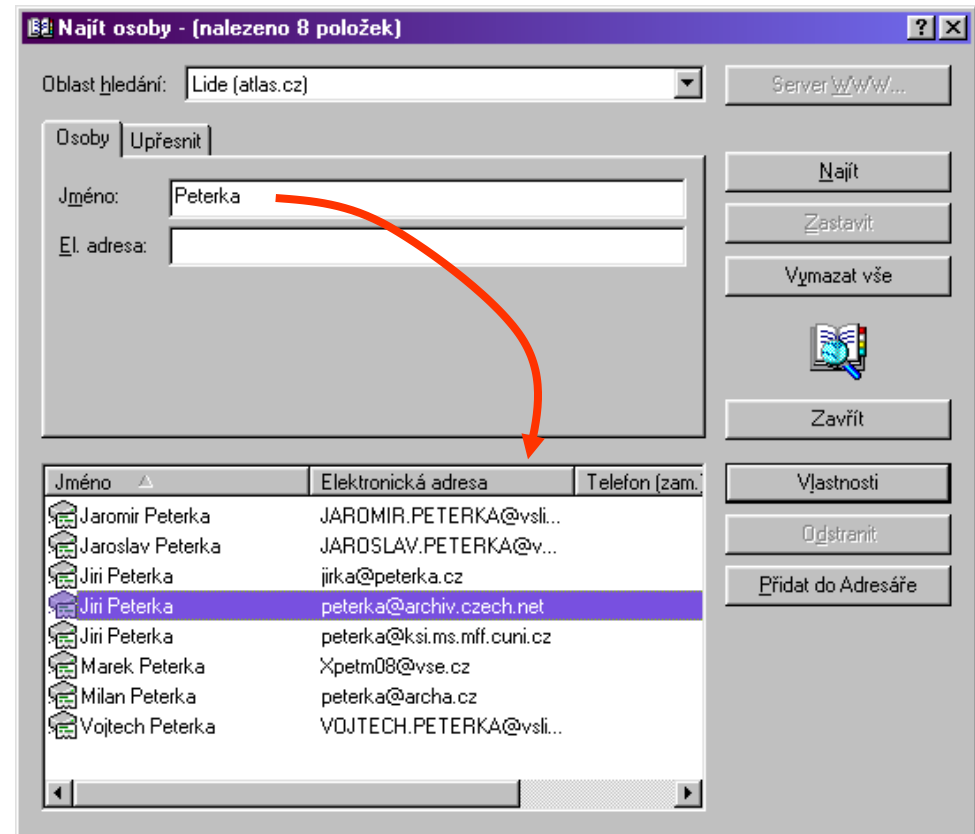 Najít osoby - (nalezeno 8 položek)
Oblast hledání: Lide (atlas.cz) Server WWW...
Osoby Upřesnit
Jméno: Peterka Najít
Zastavit
El. adresa:
Vymazat vše
Zavřít
Jméno Elektronická adresa Telefon (zam. Vlastnosti
Jaromir Peterka JAROMIR.PETERKA@vsli...
Odstranit
Jaroslav Peterka JAROSLAV.PETERKA@v...
Jiri Peterka jirka@peterka.cz Přidat do Adresáře
Jiri Peterka peterka@archiv.czech.net
Jiri Peterka peterka@ksi.ms.mff.cuni.cz
Marek Peterka Xpetm08@vse.cz
Milan Peterka peterka@archa.cz
Vojtech Peterka VOJTECH.PETERKA@vsli...